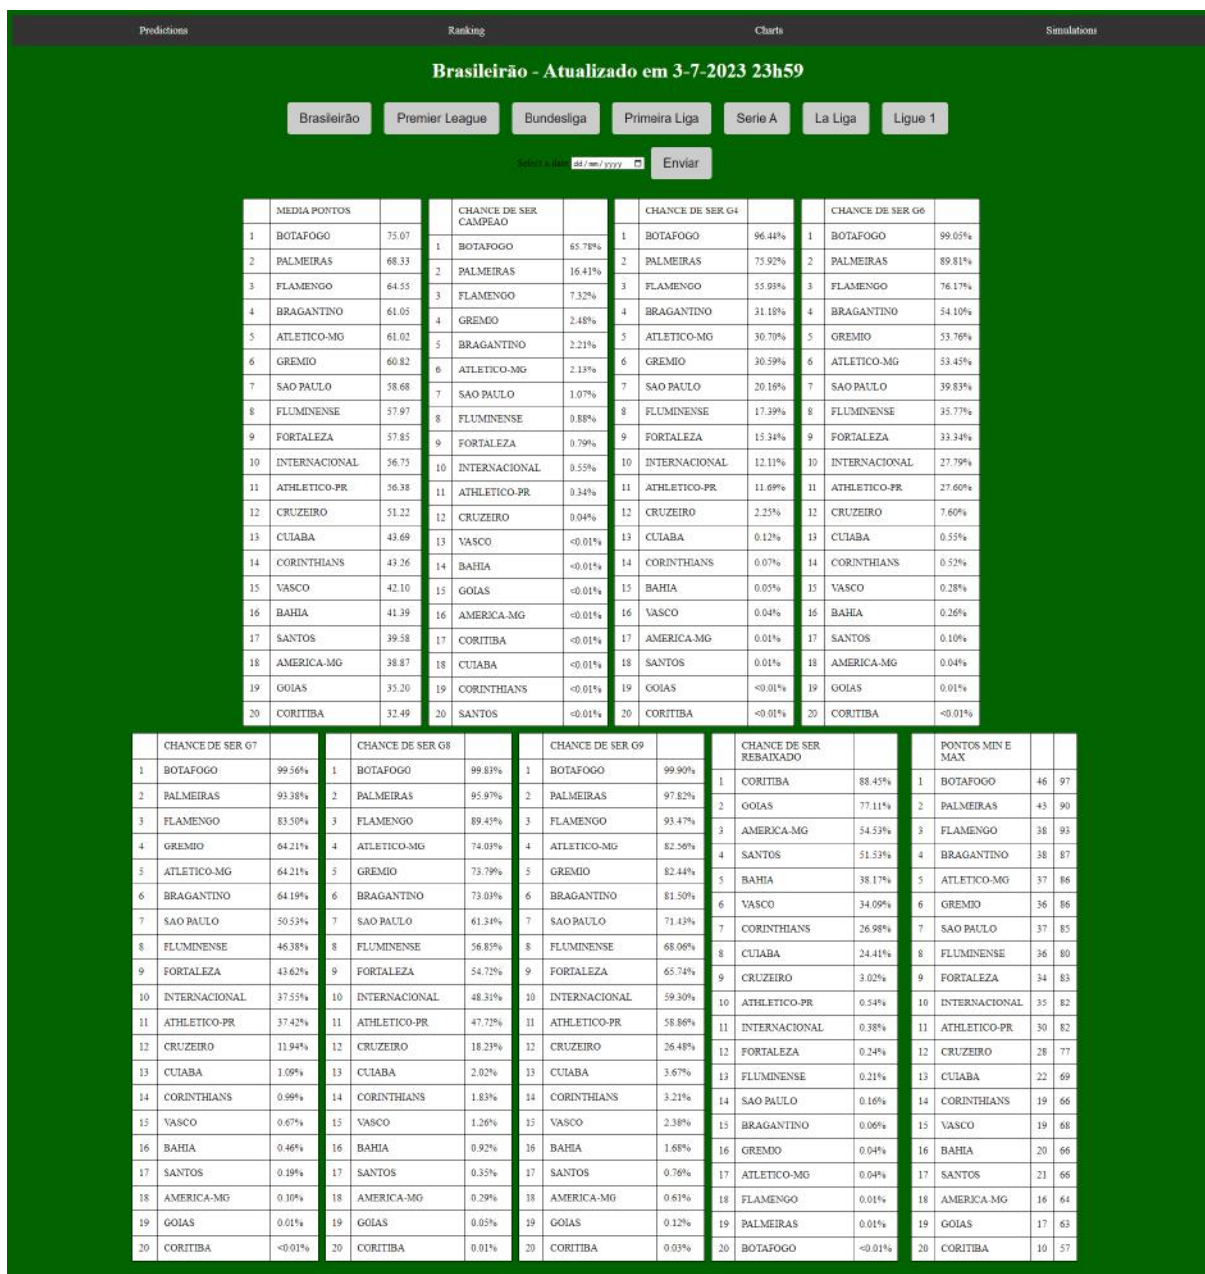 Predictions Ranking Charts Simulations
Brasileirão - Atualizado em 3-7-2023 23h59
Brasileirão Premier League Bundesliga Primeira Liga Serie A La Liga Ligue 1
Select a date dd/mm/yyyy Enviar
MEDIA PONTOS
1 BOTAFOGO 75.07
2 PALMEIRAS 68.33
3 FLAMENGO 64.55
4 BRAGANTINO 61.05
5 ATLETICO-MG 61.02
6 GREMIO 60.82
7 SAO PAULO 58.68
8 FLUMINENSE 57.97
9 FORTALEZA 57.85
10 INTERNACIONAL 56.75
11 ATHLETICO-PR 56.38
12 CRUZEIRO 51.22
13 CUIABA 43.69
14 CORINTHIANS 43.26
15 VASCO 42.10
16 BAHIA 41.39
17 SANTOS 39.58
18 AMERICA-MG 38.87
19 GOIAS 35.20
20 CORITIBA 32.49
CHANCE DE SER
CAMPEAO
1 BOTAFOGO 65.78%
2 PALMEIRAS 16.41%
3 FLAMENGO 7.32%
4 GREMIO 2.48%
5 BRAGANTINO 2.21%
6 ATLETICO-MG 2.13%
7 SAO PAULO 1.07%
8 FLUMINENSE 0.88%
9 FORTALEZA 0.79%
10 INTERNACIONAL 0.55%
11 ATHLETICO-PR 0.34%
12 CRUZEIRO 0.04%
13 VASCO <0.01%
14 BAHIA <0.01%
15 GOIAS <0.01%
16 AMERICA-MG <0.01%
17 CORITIBA <0.01%
18 CUIABA <0.01%
19 CORINTHIANS <0.01%
20 SANTOS <0.01%
CHANCE DE SER G4
1 BOTAFOGO 96.44%
2 PALMEIRAS 75.92%
3 FLAMENGO 55.93%
4 BRAGANTINO 31.18%
5 ATLETICO-MG 30.70%
6 GREMIO 30.59%
7 SAO PAULO 20.16%
8 FLUMINENSE 17.39%
9 FORTALEZA 15.34%
10 INTERNACIONAL 12.11%
11 ATHLETICO-PR 11.69%
12 CRUZEIRO 2.25%
13 CUIABA 0.12%
14 CORINTHIANS 0.07%
15 BAHIA 0.05%
16 VASCO 0.04%
17 AMERICA-MG 0.01%
18 SANTOS 0.01%
19 GOIAS <0.01%
20 CORITIBA <0.01%
CHANCE DE SER G6
1 BOTAFOGO 99.05%
2 PALMEIRAS 89.81%
3 FLAMENGO 76.17%
4 BRAGANTINO 54.10%
5 GREMIO 53.76%
6 ATLETICO-MG 53.45%
7 SAO PAULO 39.83%
8 FLUMINENSE 35.77%
9 FORTALEZA 33.34%
10 INTERNACIONAL 27.79%
11 ATHLETICO-PR 27.60%
12 CRUZEIRO 7.60%
13 CUIABA 0.55%
14 CORINTHIANS 0.52%
15 VASCO 0.28%
16 BAHIA 0.26%
17 SANTOS 0.10%
18 AMERICA-MG 0.04%
19 GOIAS 0.01%
20 CORITIBA <0.01%
CHANCE DE SER G7
1 BOTAFOGO 99.56%
2 PALMEIRAS 93.38%
3 FLAMENGO 83.50%
4 GREMIO 64.21%
5 ATLETICO-MG 64.21%
6 BRAGANTINO 64.19%
7 SAO PAULO 50.53%
8 FLUMINENSE 46.38%
9 FORTALEZA 43.62%
10 INTERNACIONAL 37.55%
11 ATHLETICO-PR 37.42%
12 CRUZEIRO 11.94%
13 CUIABA 1.09%
14 CORINTHIANS 0.99%
15 VASCO 0.67%
16 BAHIA 0.46%
17 SANTOS 0.19%
18 AMERICA-MG 0.10%
19 GOIAS 0.01%
20 CORITIBA <0.01%
CHANCE DE SER G8
1 BOTAFOGO 99.83%
2 PALMEIRAS 95.97%
3 FLAMENGO 89.45%
4 ATLETICO-MG 74.03%
5 GREMIO 73.79%
6 BRAGANTINO 73.03%
7 SAO PAULO 61.34%
8 FLUMINENSE 56.85%
9 FORTALEZA 54.72%
10 INTERNACIONAL 48.31%
11 ATHLETICO-PR 47.72%
12 CRUZEIRO 18.23%
13 CUIABA 2.02%
14 CORINTHIANS 1.83%
15 VASCO 1.26%
16 BAHIA 0.92%
17 SANTOS 0.35%
18 AMERICA-MG 0.29%
19 GOIAS 0.05%
20 CORITIBA 0.01%
CHANCE DE SER G9
1 BOTAFOGO 99.90%
2 PALMEIRAS 97.82%
3 FLAMENGO 93.47%
4 ATLETICO-MG 82.56%
5 GREMIO 82.44%
6 BRAGANTINO 81.50%
7 SAO PAULO 71.43%
8 FLUMINENSE 68.06%
9 FORTALEZA 65.74%
10 INTERNACIONAL 59.30%
11 ATHLETICO-PR 58.86%
12 CRUZEIRO 26.48%
13 CUIABA 3.67%
14 CORINTHIANS 3.21%
15 VASCO 2.38%
16 BAHIA 1.68%
17 SANTOS 0.76%
18 AMERICA-MG 0.61%
19 GOIAS 0.12%
20 CORITIBA 0.03%
CHANCE DE SER
REBAIXADO
1 CORITIBA 88.45%
2 GOIAS 77.11%
3 AMERICA-MG 54.53%
4 SANTOS 51.53%
5 BAHIA 38.17%
6 VASCO 34.09%
7 CORINTHIANS 26.98%
8 CUIABA 24.41%
9 CRUZEIRO 3.02%
10 ATHLETICO-PR 0.54%
11 INTERNACIONAL 0.38%
12 FORTALEZA 0.24%
13 FLUMINENSE 0.21%
14 SAO PAULO 0.16%
15 BRAGANTINO 0.06%
16 GREMIO 0.04%
17 ATLETICO-MG 0.04%
18 FLAMENGO 0.01%
19 PALMEIRAS 0.01%
20 BOTAFOGO <0.01%
PONTOS MIN E
MAX
1 BOTAFOGO 46 97
2 PALMEIRAS 43 90
3 FLAMENGO 38 93
4 BRAGANTINO 38 87
5 ATLETICO-MG 37 86
6 GREMIO 36 86
7 SAO PAULO 37 85
8 FLUMINENSE 36 80
9 FORTALEZA 34 83
10 INTERNACIONAL 35 82
11 ATHLETICO-PR 30 82
12 CRUZEIRO 28 77
13 CUIABA 22 69
14 CORINTHIANS 19 66
15 VASCO 19 68
16 BAHIA 20 66
17 SANTOS 21 66
18 AMERICA-MG 16 64
19 GOIAS 17 63
20 CORITIBA 10 57